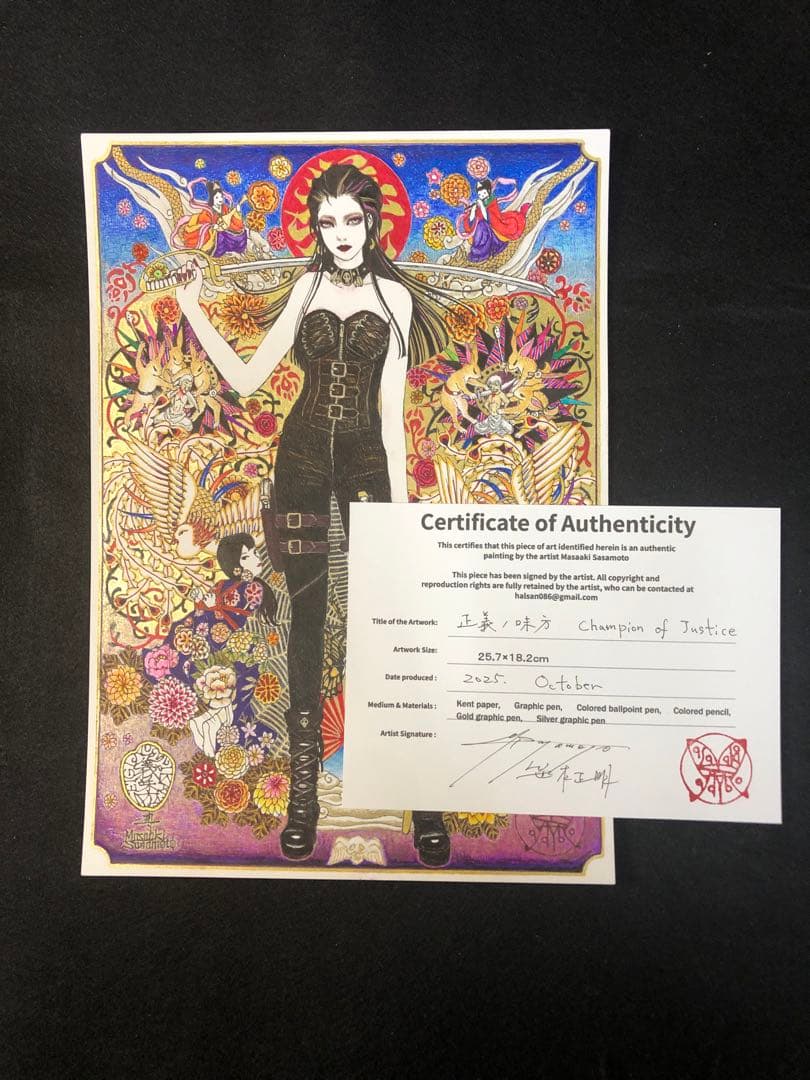 Certificate of Authenticity
This certifies that this piece of art identified herein is an authentic
painting by the artist Masaaki Sasamoto
This piece has been signed by the artist. All copyright and
reproduction rights are fully retained by the artist, who can be contacted at
halsan086@gmail.com
Title of the Artwork: 正義ノ味方 Champion of Justice
Artwork Size: 25.7×18.2cm
Date produced : 2025. October
Medium & Materials : Kent paper, Graphic pen, Colored ballpoint pen, Colored pencil,
Gold graphic pen, Silver graphic pen
Artist Signature :
笹本正明
Masaaki
Sasamoto